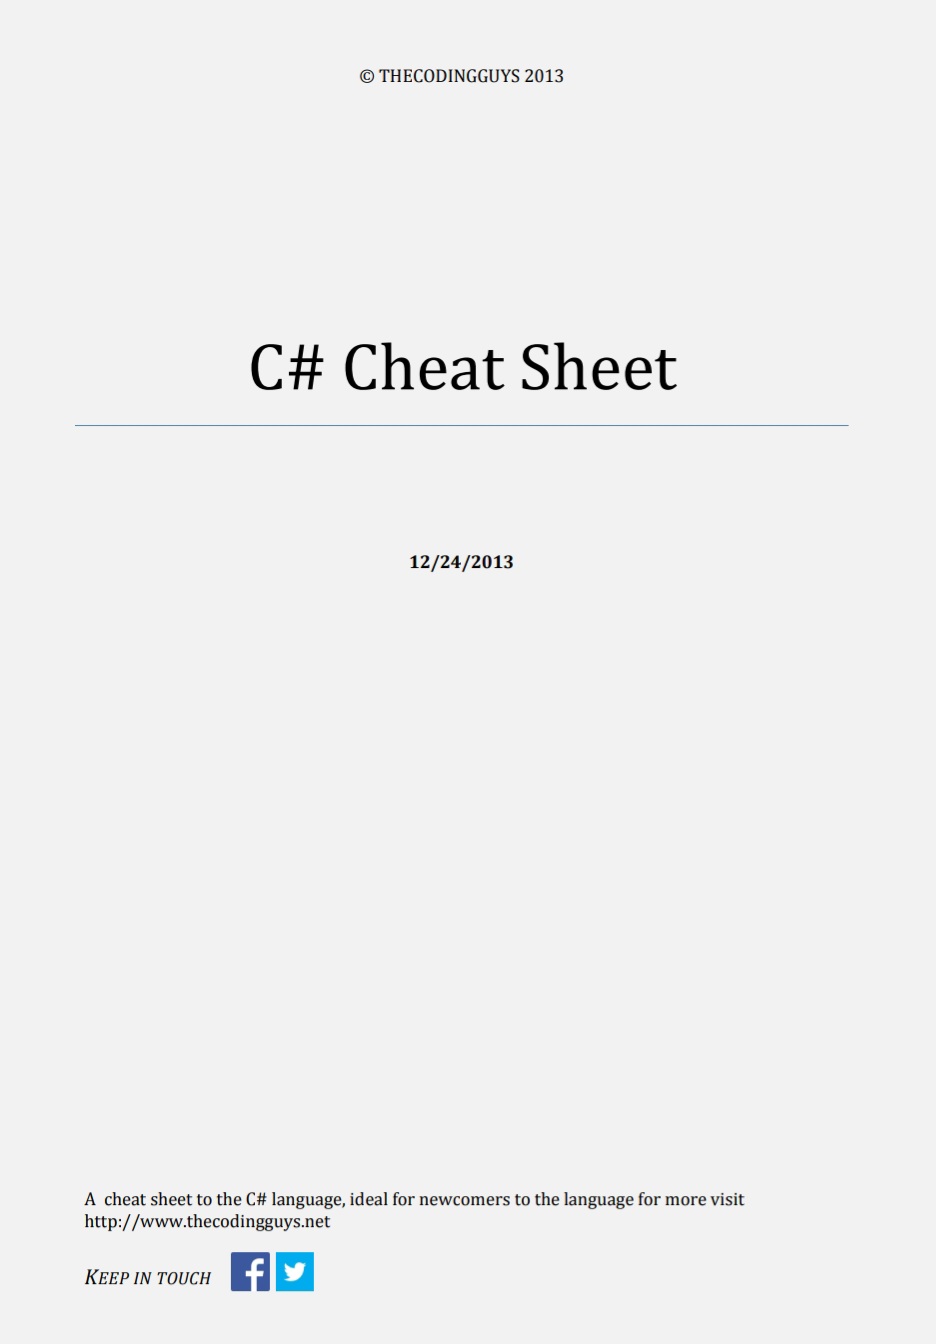 © THECODINGGUYS 2013
C# Cheat Sheet
12/24/2013
A cheat sheet to the C# language, ideal for newcomers to the language for more visit
http://www.thecodingguys.net
KEEP IN TOUCH